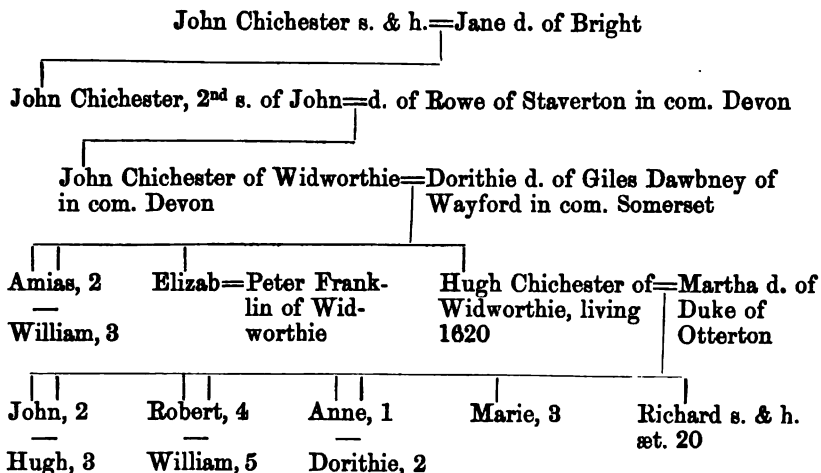 John Chichester s. & h.=Jane d. of Bright
John Chichester, 2nd s. of John=d. of Rowe of Staverton in com. Devon
John Chichester of Widworthie=Dorithie d. of Giles Dawbney of
in com. Devon Wayford in com. Somerset
Amias, 2 Elizab=Peter Frank- Hugh Chichester of=Martha d. of
— lin of Wid- Widworthie, living Duke of
William, 3 worthie 1620 Otterton
John, 2 Robert, 4 Anne, 1 Marie, 3 Richard s. & h.
— — — æt. 20
Hugh, 3 William, 5 Dorithie, 2